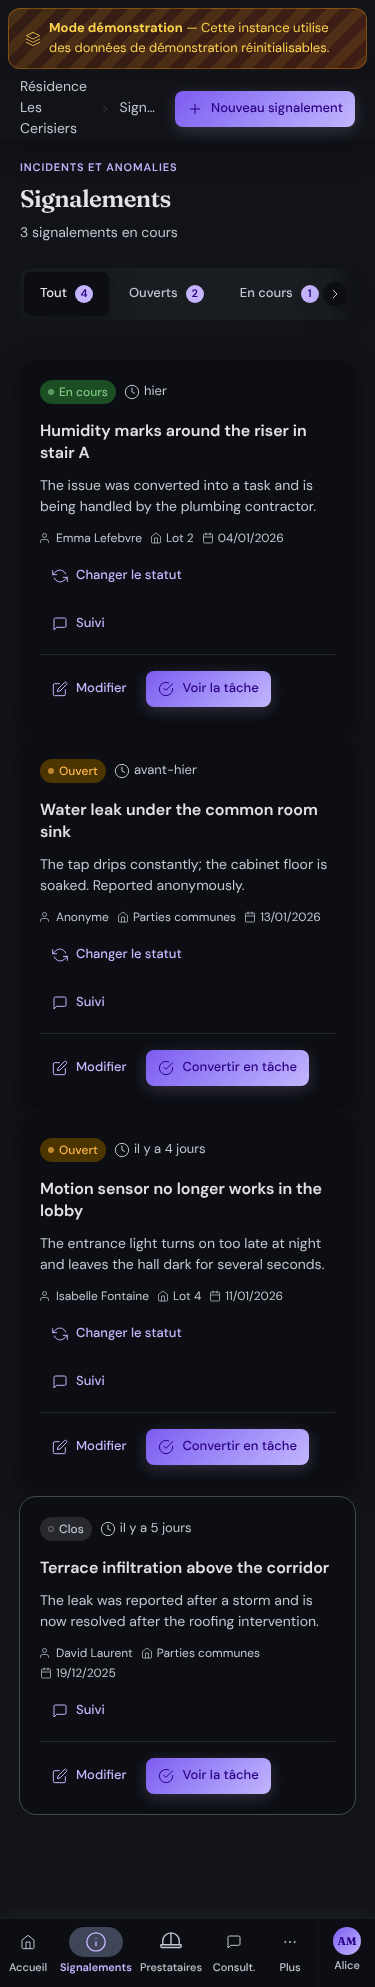 Mode démonstration — Cette instance utilise
des données de démonstration réinitialisables.
Résidence
Les
Cerisiers
Sign...
Nouveau signalement
INCIDENTS ET ANOMALIES
Signalements
3 signalements en cours
Tout 4 Ouverts 2 En cours 1
En cours hier
Humidity marks around the riser in
stair A
The issue was converted into a task and is
being handled by the plumbing contractor.
Emma Lefebvre Lot 2 04/01/2026
Changer le statut
Suivi
Modifier Voir la tâche
Ouvert avant-hier
Water leak under the common room
sink
The tap drips constantly; the cabinet floor is
soaked. Reported anonymously.
Anonyme Parties communes 13/01/2026
Changer le statut
Suivi
Modifier Convertir en tâche
Ouvert il y a 4 jours
Motion sensor no longer works in the
lobby
The entrance light turns on too late at night
and leaves the hall dark for several seconds.
Isabelle Fontaine Lot 4 11/01/2026
Changer le statut
Suivi
Modifier Convertir en tâche
Clos il y a 5 jours
Terrace infiltration above the corridor
The leak was reported after a storm and is
now resolved after the roofing intervention.
David Laurent Parties communes
19/12/2025
Suivi
Modifier Voir la tâche
AM
Accueil Signalements Prestataires Consult. Plus Alice